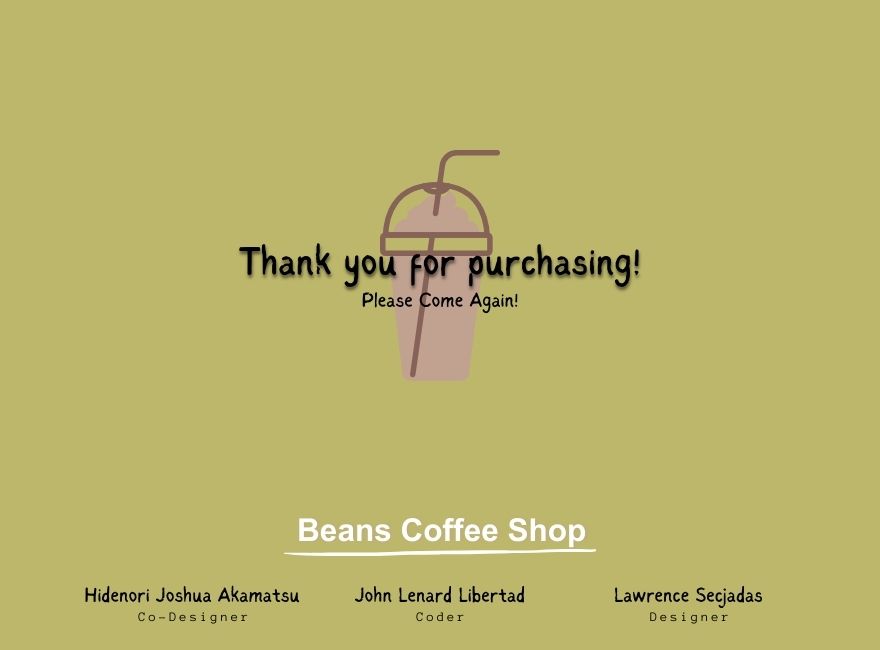 Thank you for purchasing!
Please Come Again!
Beans Coffee Shop
Hidenori Joshua Akamatsu John Lenard Libertad Lawrence Secjadas
Co-Designer Coder Designer